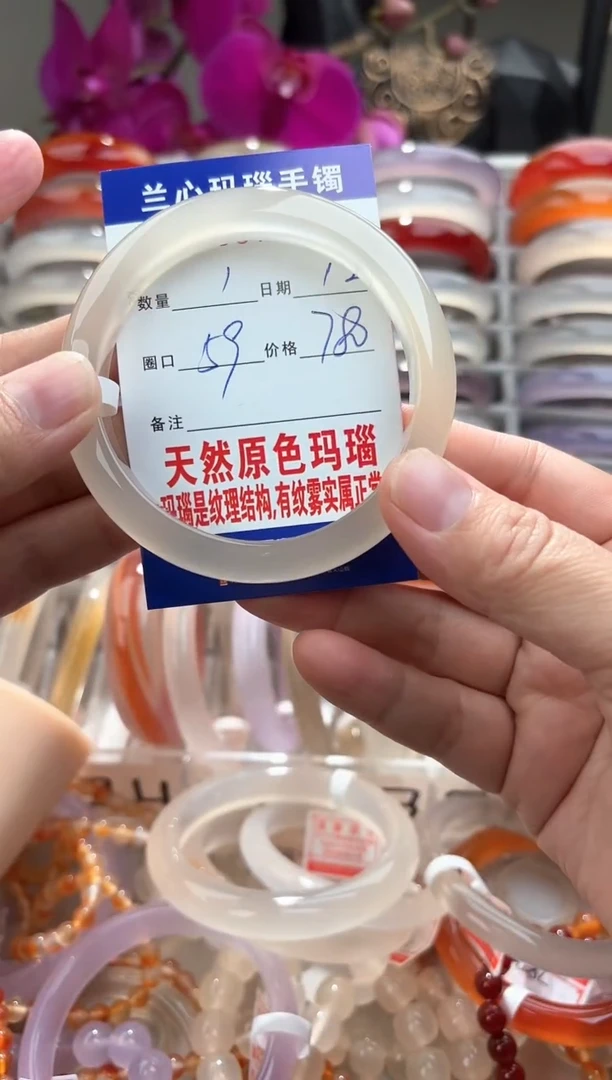 兰心玛瑙手镯
数量 1 日期 12
圈口 59 价格 788
备注
天然原色玛瑙
玛瑙是纹理结构,有纹雾实属正常